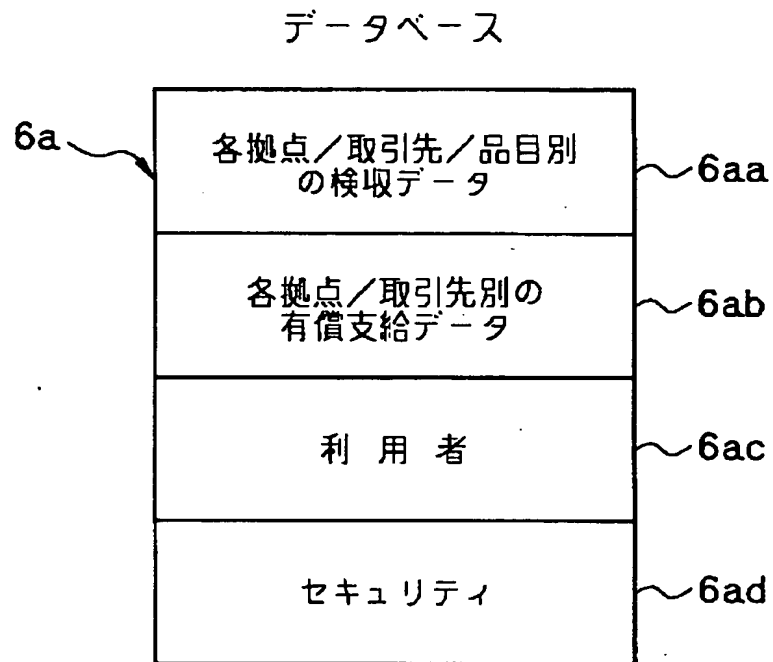 データベース
6a
各拠点／取引先／品目別
の検収データ
6aa
各拠点／取引先別の
有償支給データ
6ab
利用者
6ac
セキュリティ
6ad